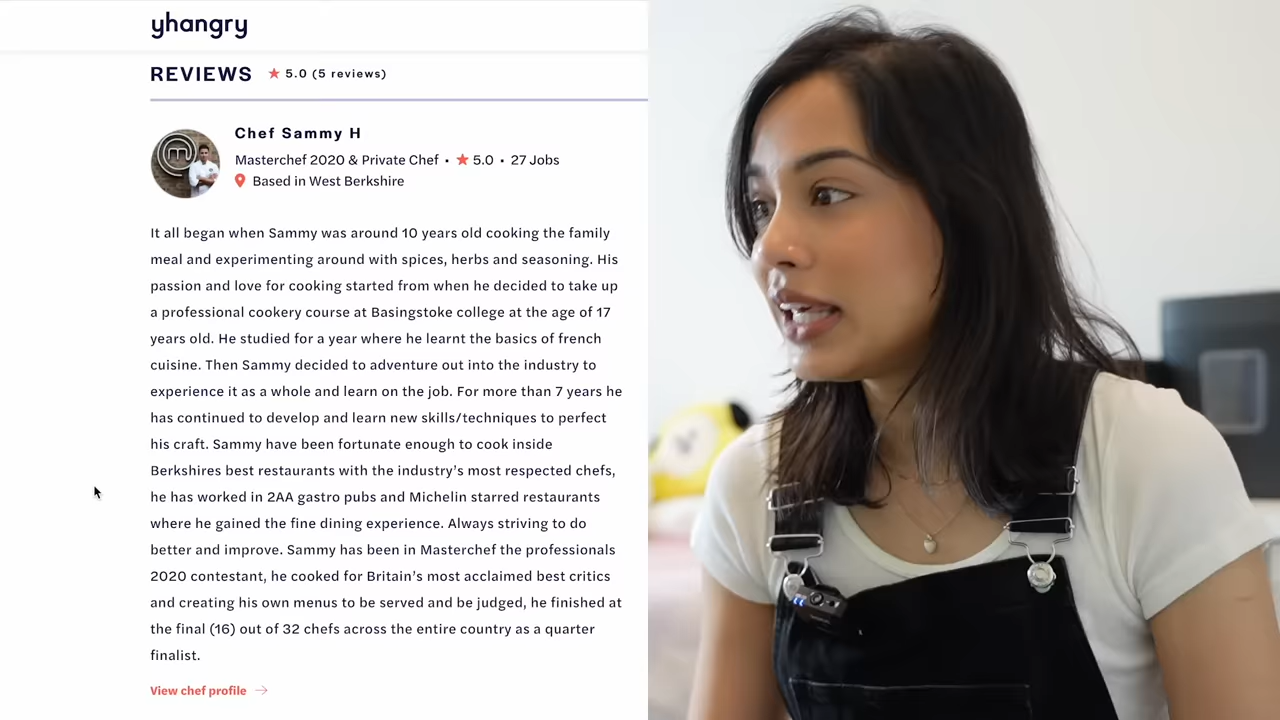 yhangry
REVIEWS ★ 5.0 (5 reviews)
Chef Sammy H
Masterchef 2020 & Private Chef • ★ 5.0 • 27 Jobs
Based in West Berkshire
It all began when Sammy was around 10 years old cooking the family
meal and experimenting around with spices, herbs and seasoning. His
passion and love for cooking started from when he decided to take up
a professional cookery course at Basingstoke college at the age of 17
years old. He studied for a year where he learnt the basics of french
cuisine. Then Sammy decided to adventure out into the industry to
experience it as a whole and learn on the job. For more than 7 years he
has continued to develop and learn new skills/techniques to perfect
his craft. Sammy have been fortunate enough to cook inside
Berkshires best restaurants with the industry’s most respected chefs,
he has worked in 2AA gastro pubs and Michelin starred restaurants
where he gained the fine dining experience. Always striving to do
better and improve. Sammy has been in Masterchef the professionals
2020 contestant, he cooked for Britain’s most acclaimed best critics
and creating his own menus to be served and be judged, he finished at
the final (16) out of 32 chefs across the entire country as a quarter
finalist.
View chef profile →